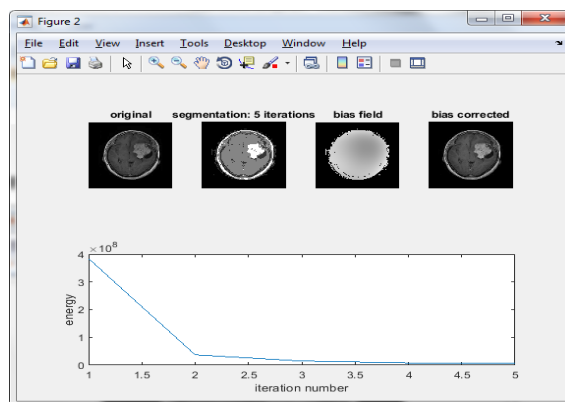 Figure 2
File Edit View Insert Tools Desktop Window Help
original segmentation: 5 iterations bias field bias corrected
×10^8
4
3
2
1
0
energy
1 1.5 2 2.5 3 3.5 4 4.5 5
iteration number